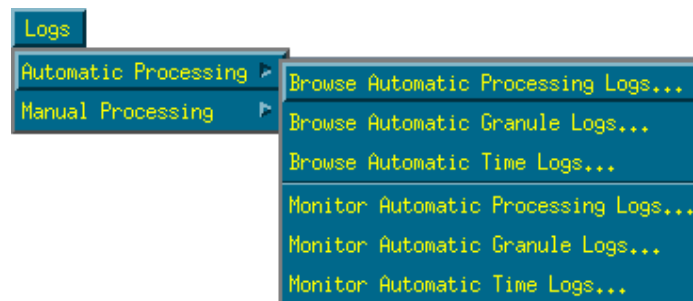 Logs
Automatic Processing
Manual Processing
Browse Automatic Processing Logs...
Browse Automatic Granule Logs...
Browse Automatic Time Logs...
Monitor Automatic Processing Logs...
Monitor Automatic Granule Logs...
Monitor Automatic Time Logs...